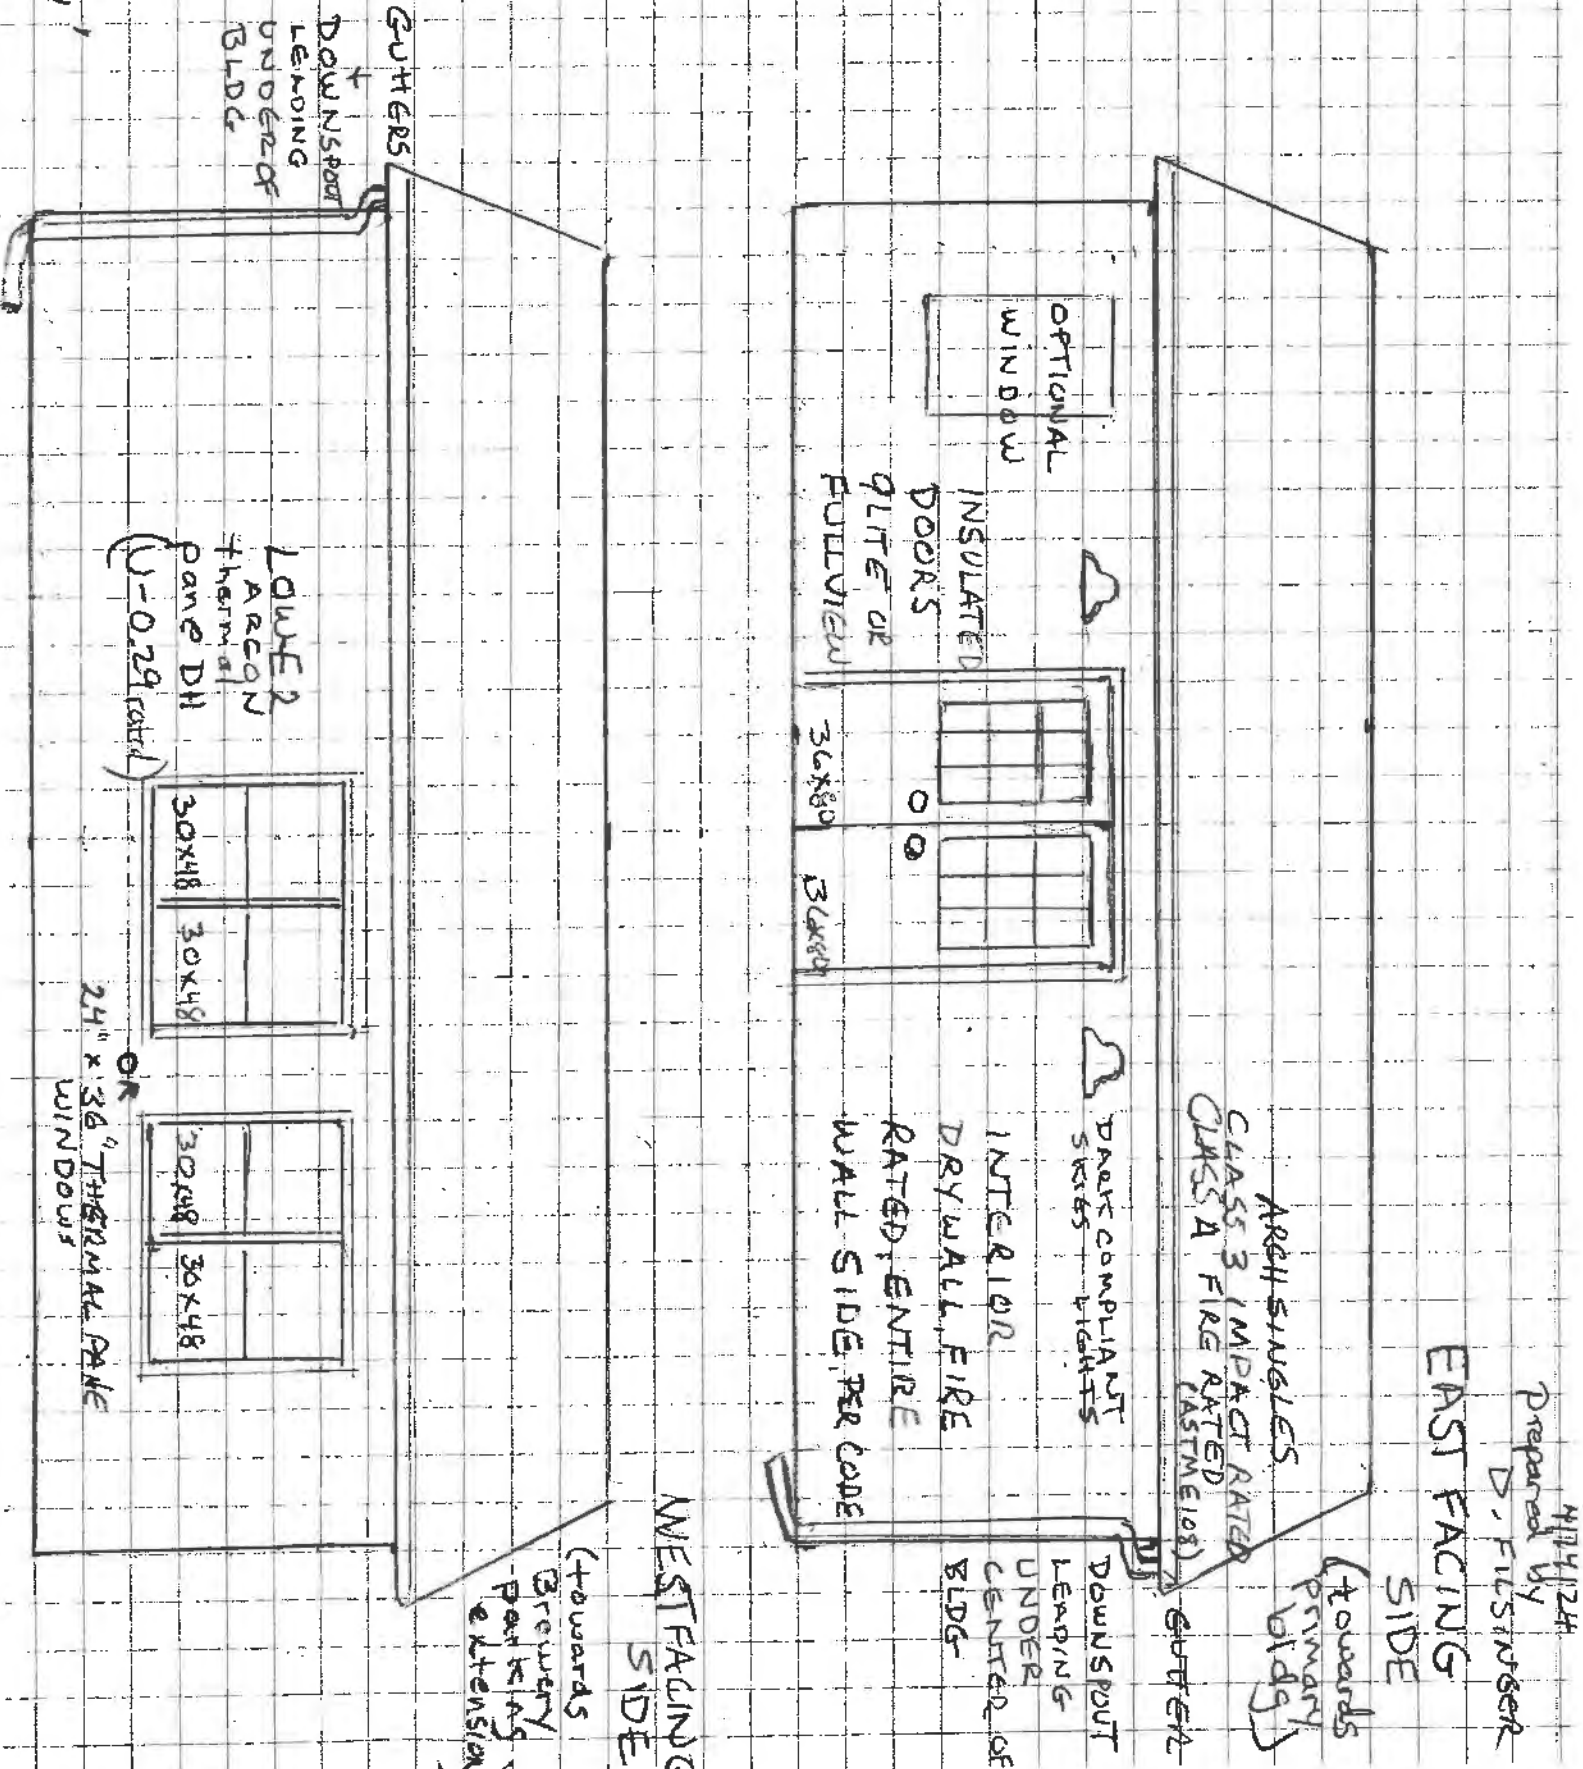 4/14/24
Prepared by
D. FILSINGER
EAST FACING
SIDE
(towards
primary
bldg)
ARCH SINGLES
CLASS 3 IMPACT RATED
CLASS A FIRE RATED
(ASTM E108)
GUTTER
OPTIONAL
WINDOW
INSULATED
DOORS
9LITE OR
FULLVIEW
36x80
36x80
DARK COMPLIANT
SKIES LIGHTS
INTERIOR
DRYWALL, FIRE
RATED, ENTIRE
WALL SIDE, PER CODE
DOWNSPOUT
LEADING
UNDER
CENTER OF
BLDG
WEST FACING
SIDE
(towards
Brewery
parking
extension
GUTTERS
+
DOWNSPOUT
LEADING
UNDER OF
BLDG
LOWE 2
ARGON
thermal
pane DH
(U-0.29 rated)
30x48
30x48
30x48
30x48
OR
24" x 36" THERMAL PANE
WINDOWS